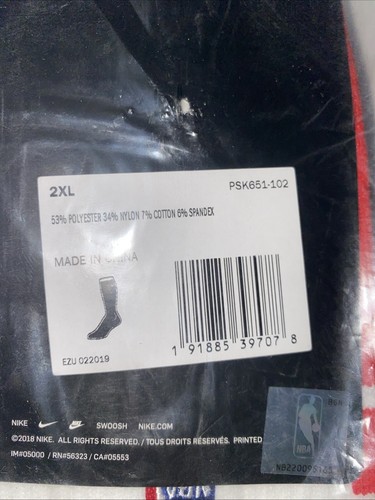 2XL
PSK651-102
53% POLYESTER 34% NYLON 7% COTTON 6% SPANDEX
MADE IN CHINA
1 91885 39707 8
EZU 022019
NIKE SWOOSH NIKE.COM
©2018 NIKE. ALL RIGHTS RESERVED. / TOUS DROITS RÉSERVÉS. PRINTED
IM#05000 / RN#56323 / CA#05553
NBA